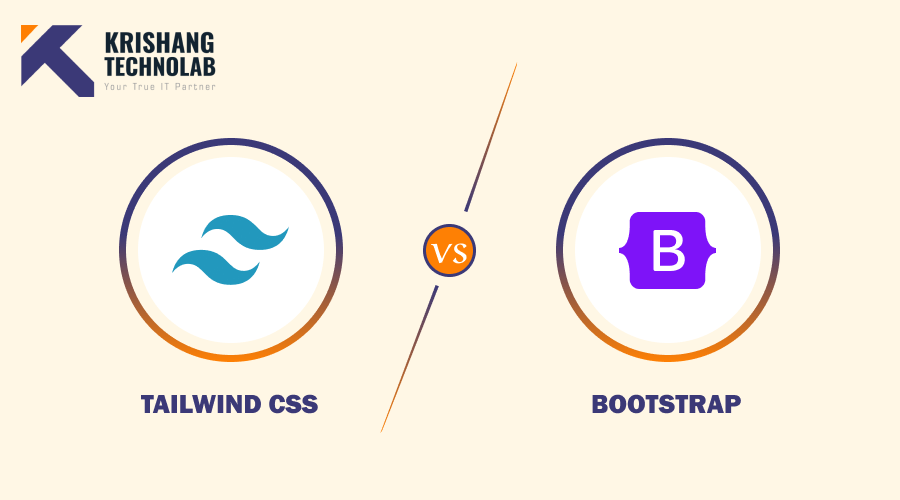 KRISHANG
TECHNOLAB
Your True IT Partner
VS
B
TAILWIND CSS
BOOTSTRAP